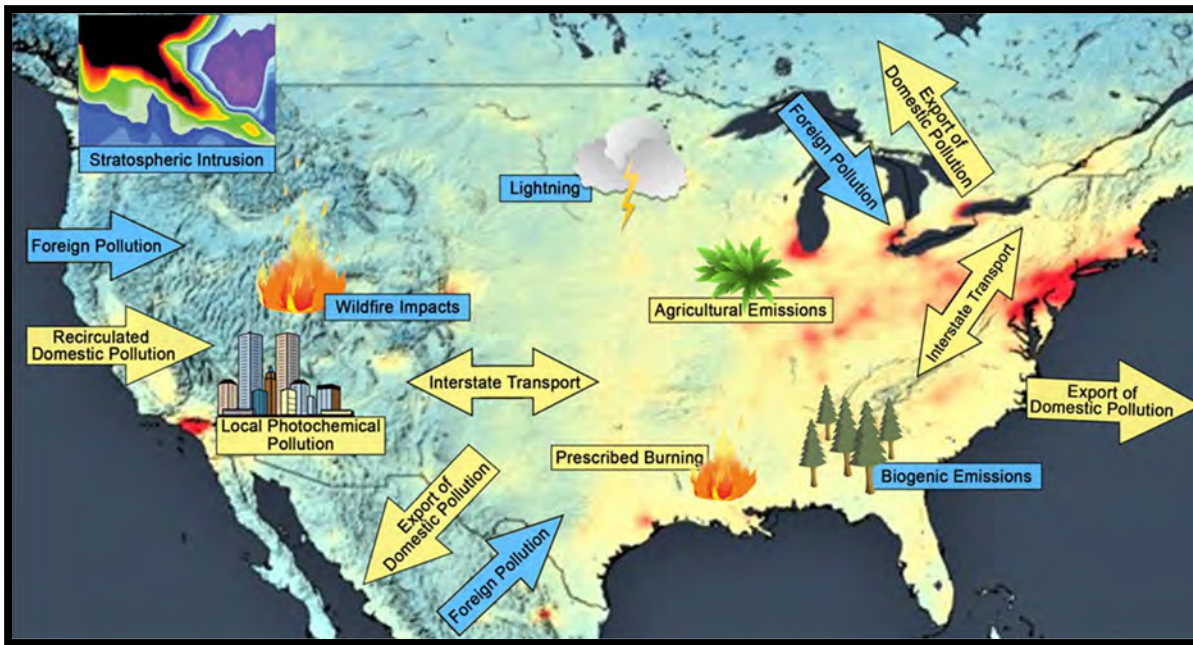 Stratospheric Intrusion
Lightning
Foreign Pollution
Export of
Domestic Pollution
Foreign Pollution
Wildfire Impacts
Agricultural Emissions
Interstate Transport
Recirculated
Domestic Pollution
Interstate Transport
Local Photochemical
Pollution
Export of
Domestic Pollution
Prescribed Burning
Biogenic Emissions
Export of
Domestic Pollution
Foreign Pollution